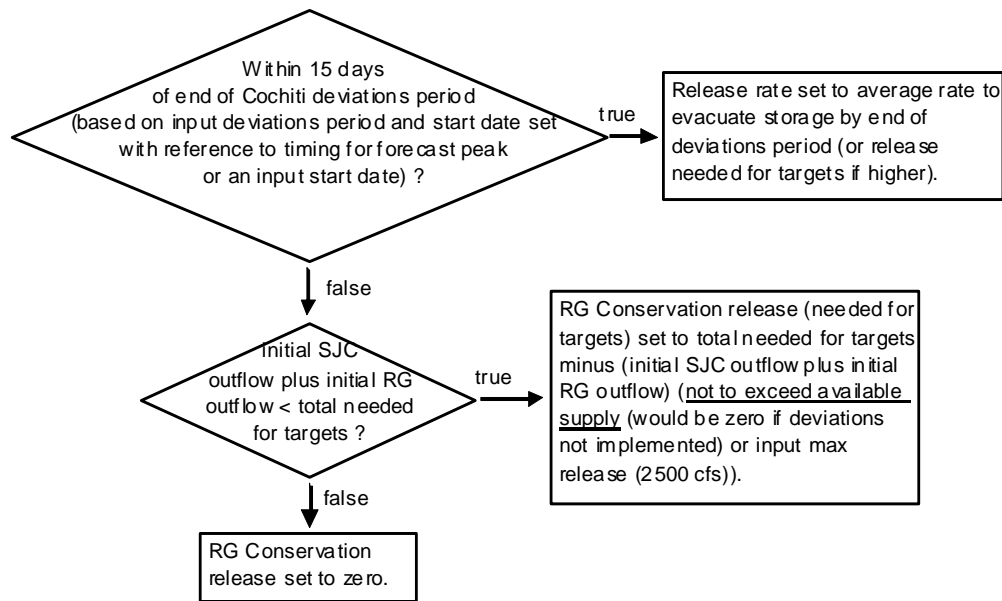 Within 15 days
of end of Cochiti deviations period
(based on input deviations period and start date set
with reference to timing for forecast peak
or an input start date) ?
true
Release rate set to average rate to
evacuate storage by end of
deviations period (or release
needed for targets if higher).
false
initial SJC
outflow plus initial RG
outflow < total needed
for targets ?
true
RG Conservation release (needed for
targets) set to total needed for targets
minus (initial SJC outflow plus initial
RG outflow) (not to exceed available
supply (would be zero if deviations
not implemented) or input max
release (2500 cfs)).
false
RG Conservation
release set to zero.